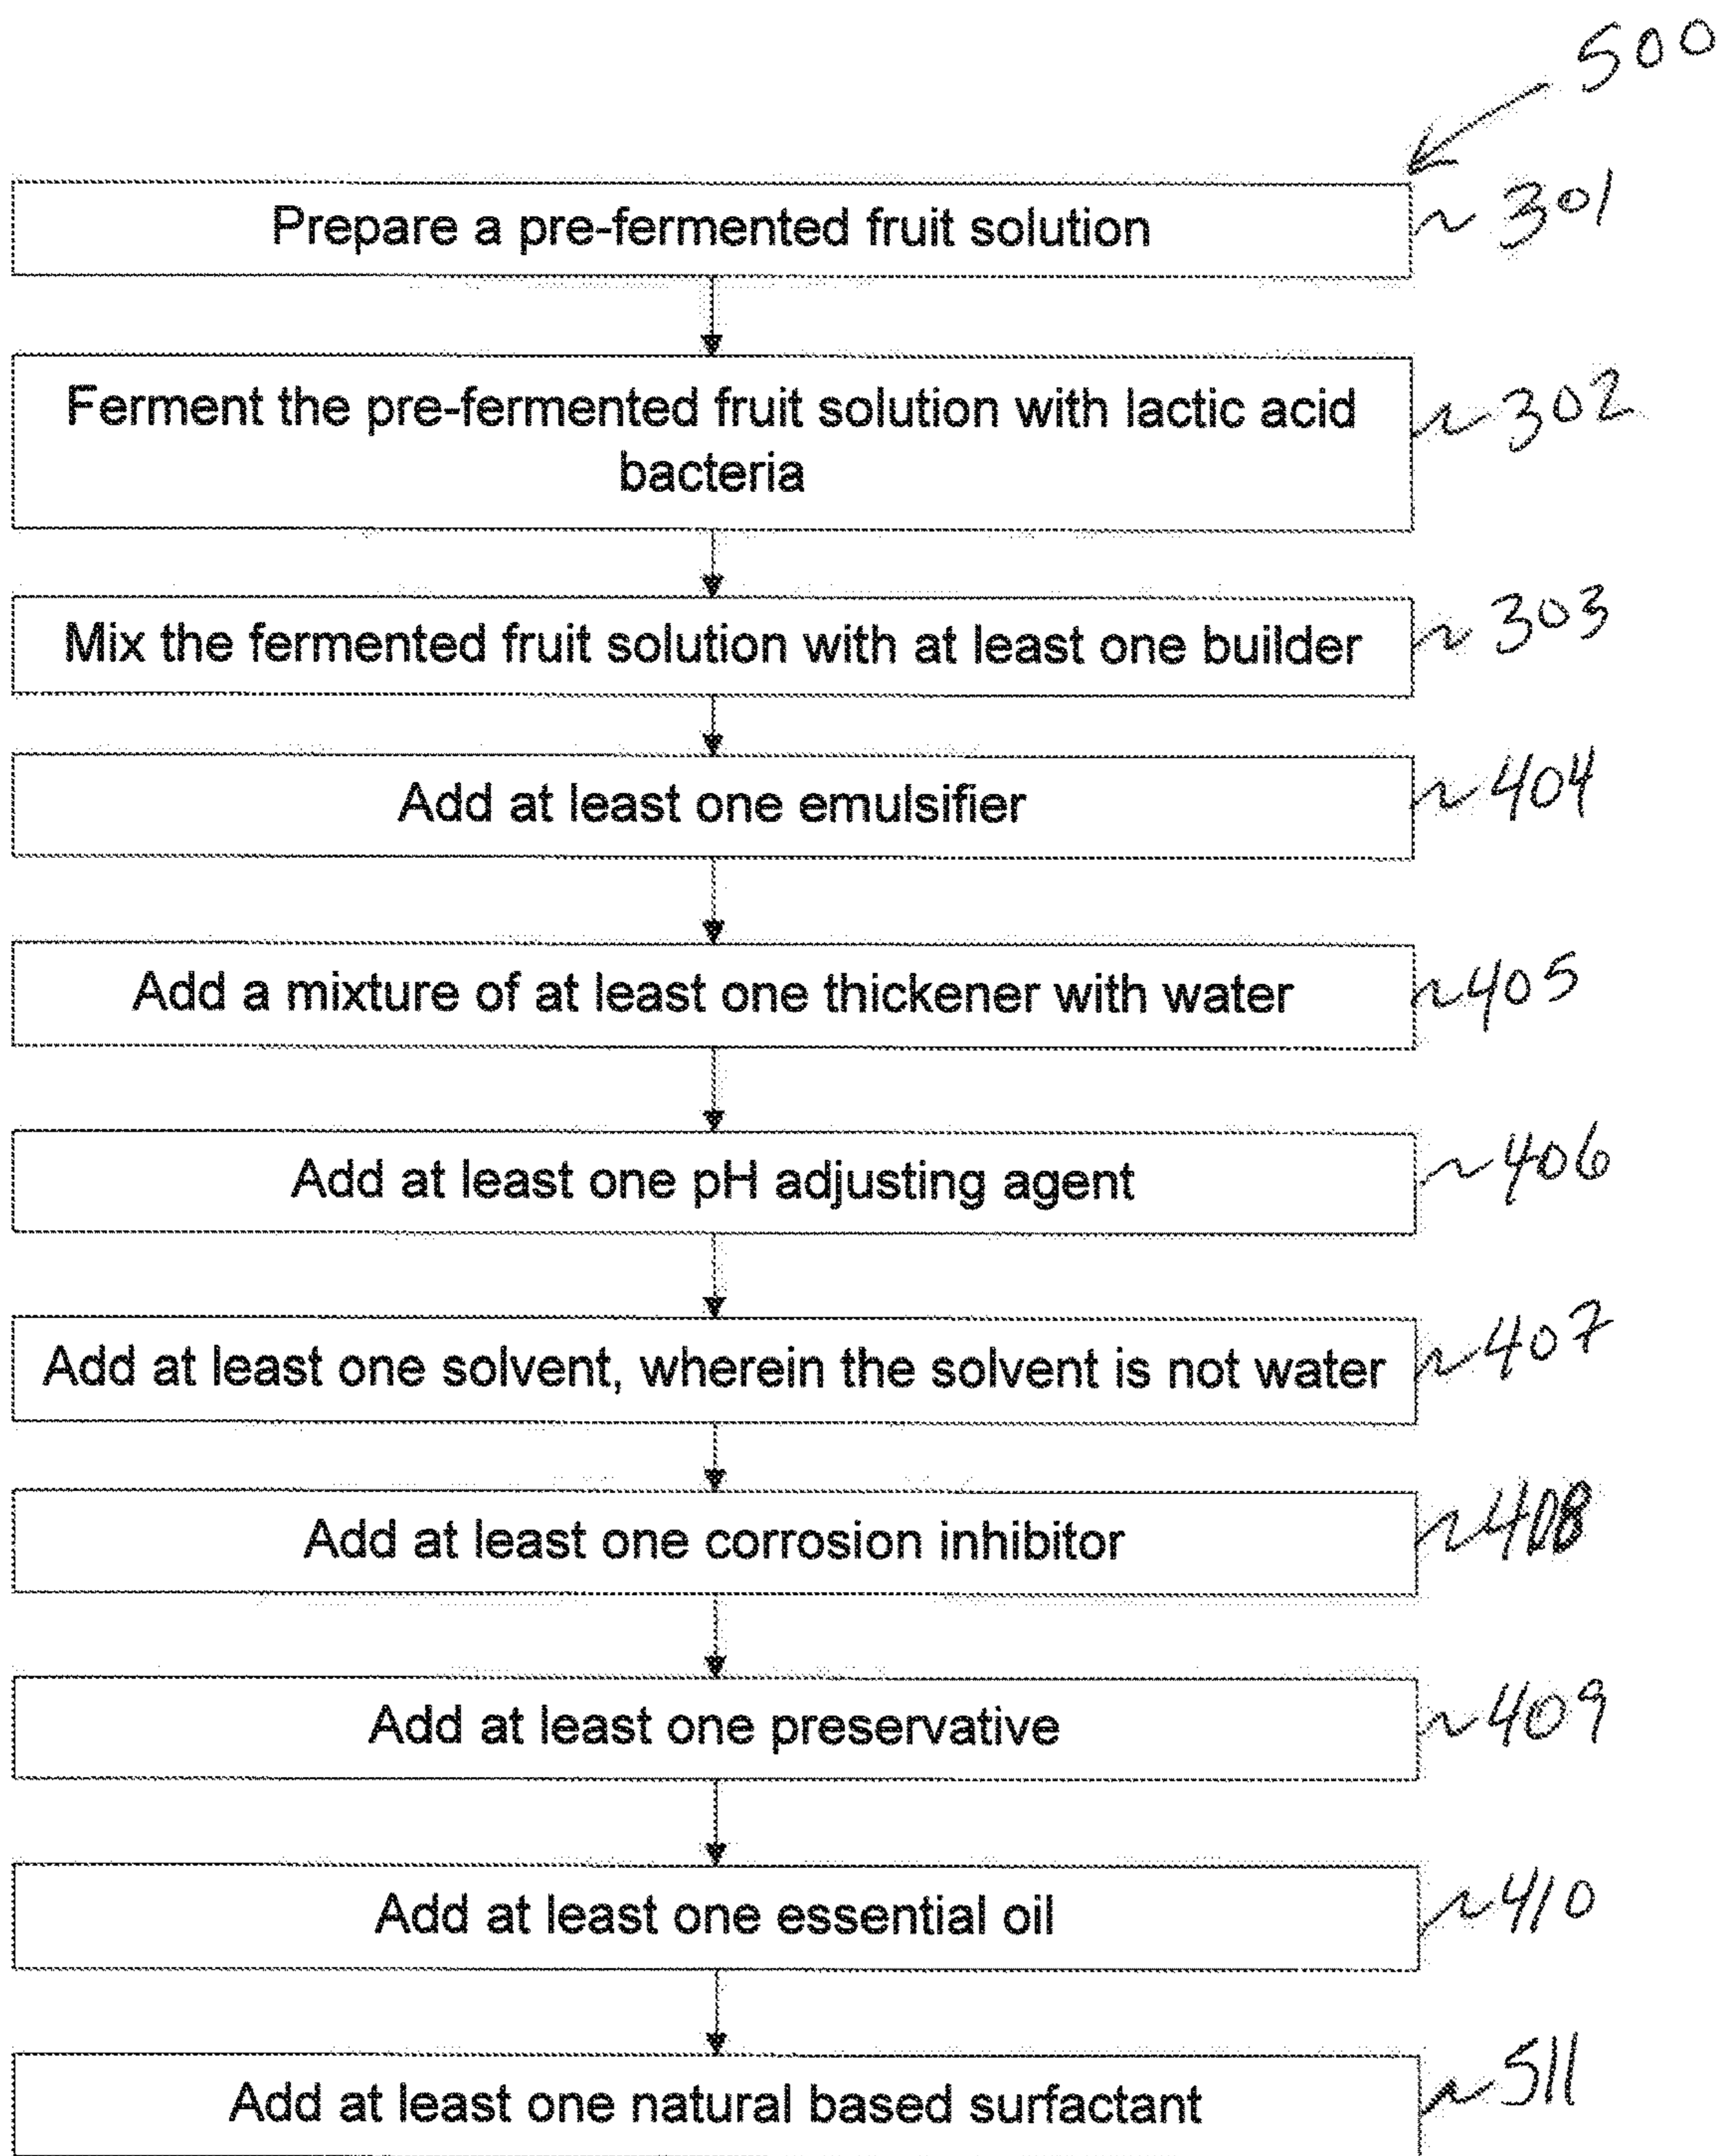 500
Prepare a pre-fermented fruit solution ~ 301
Ferment the pre-fermented fruit solution with lactic acid
bacteria ~ 302
Mix the fermented fruit solution with at least one builder ~ 303
Add at least one emulsifier ~ 404
Add a mixture of at least one thickener with water ~ 405
Add at least one pH adjusting agent ~ 406
Add at least one solvent, wherein the solvent is not water ~ 407
Add at least one corrosion inhibitor ~ 408
Add at least one preservative ~ 409
Add at least one essential oil ~ 410
Add at least one natural based surfactant ~ 511